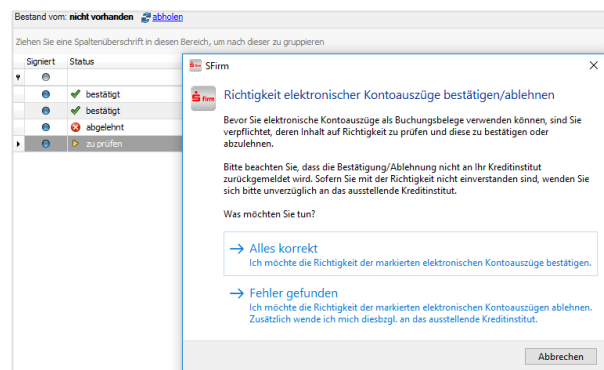 Bestand vom: nicht vorhanden abholen
Ziehen Sie eine Spaltenüberschrift in diesen Bereich, um nach dieser zu gruppieren
Signiert Status
bestätigt
bestätigt
abgelehnt
zu prüfen
SFirm
Firm
Richtigkeit elektronischer Kontoauszüge bestätigen/ablehnen
Bevor Sie elektronische Kontoauszüge als Buchungsbelege verwenden können, sind Sie
verpflichtet, deren Inhalt auf Richtigkeit zu prüfen und diese zu bestätigen oder
abzulehnen.
Bitte beachten Sie, dass die Bestätigung/Ablehnung nicht an Ihr Kreditinstitut
zurückgemeldet wird. Sofern Sie mit der Richtigkeit nicht einverstanden sind, wenden Sie
sich bitte unverzüglich an das ausstellende Kreditinstitut.
Was möchten Sie tun?
Alles korrekt
Ich möchte die Richtigkeit der markierten elektronischen Kontoauszüge bestätigen.
Fehler gefunden
Ich möchte die Richtigkeit der markierten elektronischen Kontoauszügen ablehnen.
Zusätzlich wende ich mich diesbzgl. an das ausstellende Kreditinstitut.
Abbrechen